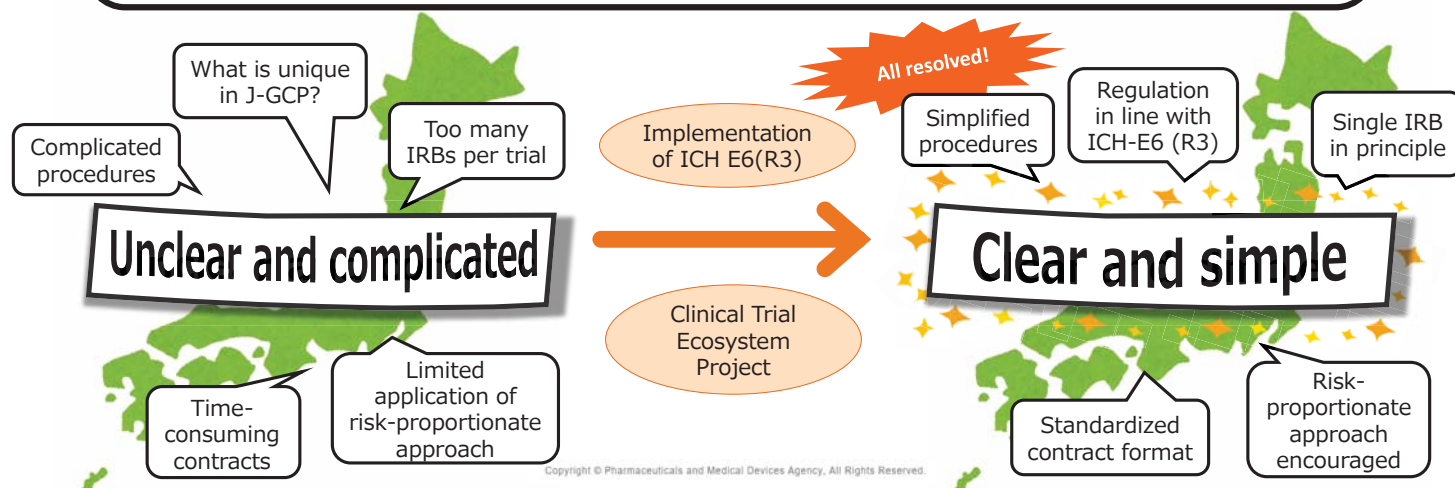 What is unique
in J-GCP?
Complicated
procedures
Too many
IRBs per trial
Unclear and complicated
Time-
consuming
contracts
Limited
application of
risk-proportionate
approach
Implementation
of ICH E6(R3)
Clinical Trial
Ecosystem
Project
All resolved!
Simplified
procedures
Regulation
in line with
ICH-E6 (R3)
Single IRB
in principle
Clear and simple
Standardized
contract format
Risk-
proportionate
approach
encouraged
Copyright © Pharmaceuticals and Medical Devices Agency, All Rights Reserved.